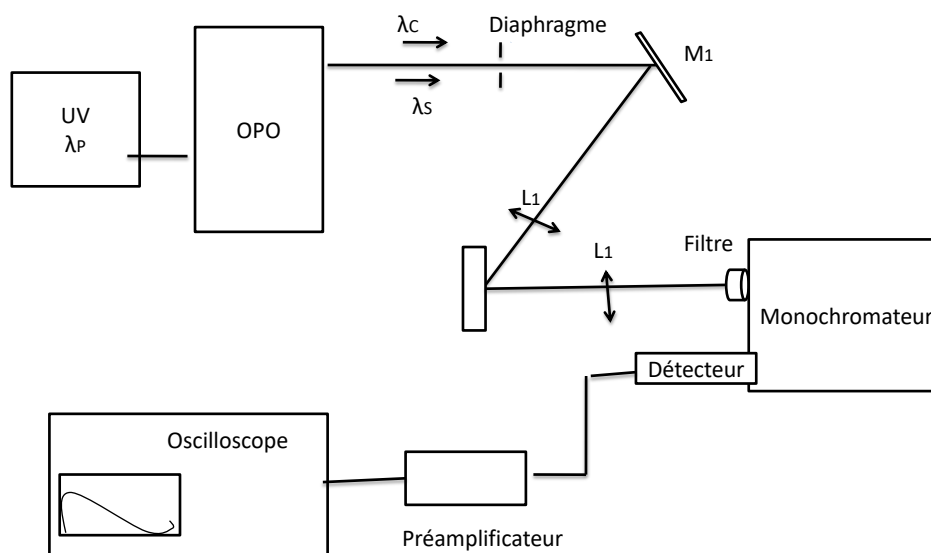 λC
Diaphragme
M1
UV
λP
OPO
λS
L1
Filtre
L1
Monochromateur
Détecteur
Oscilloscope
Préamplificateur